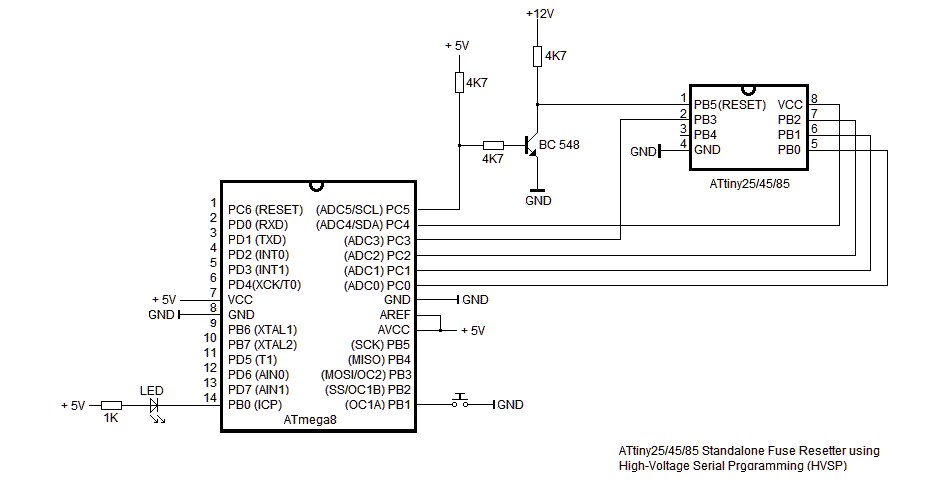 +12V
+ 5V
4K7
4K7
1 PB5(RESET) VCC 8
2 PB3 PB2 7
3 PB4 PB1 6
4 GND PB0 5
GND
ATtiny25/45/85
4K7
BC 548
GND
1 PC6 (RESET) (ADC5/SCL) PC5
2 PD0 (RXD) (ADC4/SDA) PC4
3 PD1 (TXD) (ADC3) PC3
4 PD2 (INT0) (ADC2) PC2
5 PD3 (INT1) (ADC1) PC1
6 PD4(XCK/T0) (ADC0) PC0
+ 5V 7 VCC GND GND
GND 8 GND AREF
9 PB6 (XTAL1) AVCC + 5V
10 PB7 (XTAL2) (SCK) PB5
11 PD5 (T1) (MISO) PB4
12 PD6 (AIN0) (MOSI/OC2) PB3
13 PD7 (AIN1) (SS/OC1B) PB2
14 PB0 (ICP) (OC1A) PB1 GND
LED
+ 5V
1K
ATmega8
ATtiny25/45/85 Standalone Fuse Resetter using
High-Voltage Serial Programming (HVSP)